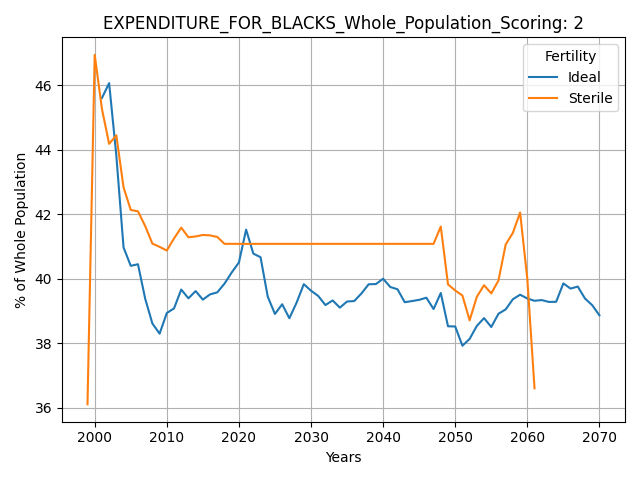 EXPENDITURE_FOR_BLACKS_Whole_Population_Scoring: 2
Fertility
Ideal
Sterile
% of Whole Population
46
44
42
40
38
36
2000 2010 2020 2030 2040 2050 2060 2070
Years